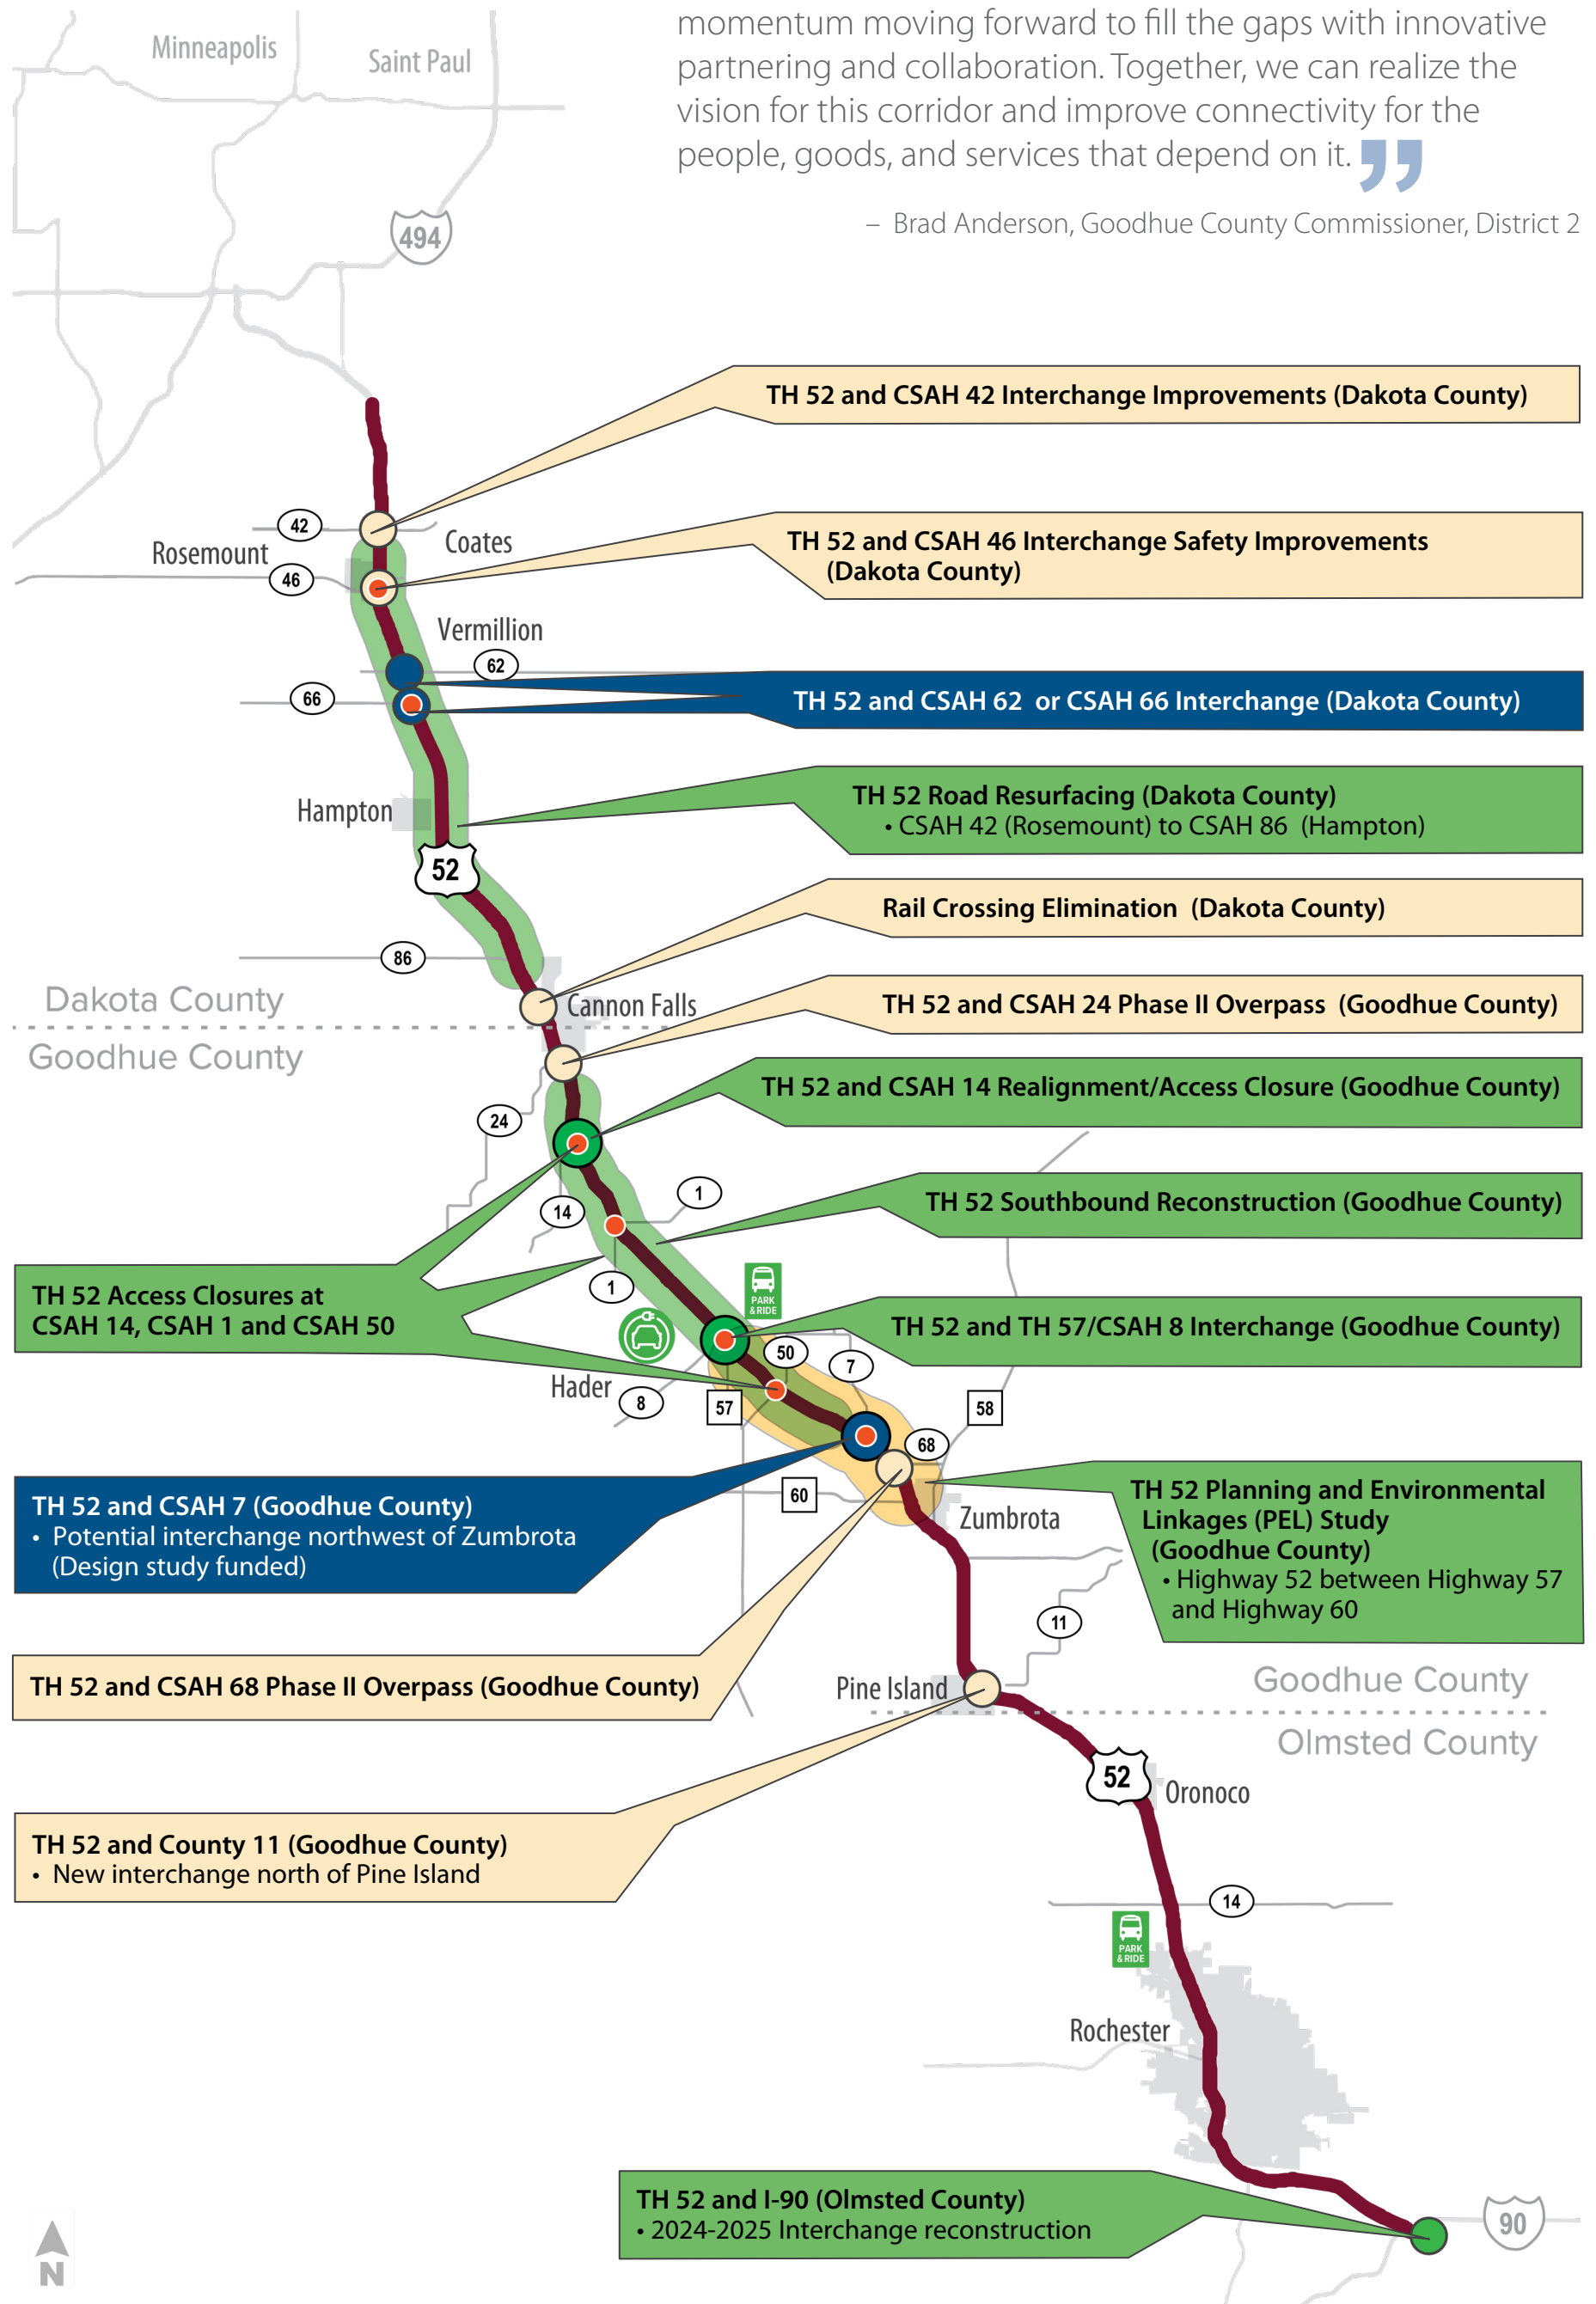 momentum moving forward to fill the gaps with innovative
partnering and collaboration. Together, we can realize the
vision for this corridor and improve connectivity for the
people, goods, and services that depend on it. ”
– Brad Anderson, Goodhue County Commissioner, District 2
Minneapolis
Saint Paul
494
TH 52 and CSAH 42 Interchange Improvements (Dakota County)
42
Rosemount
Coates
46
TH 52 and CSAH 46 Interchange Safety Improvements
(Dakota County)
Vermillion
62
66
TH 52 and CSAH 62 or CSAH 66 Interchange (Dakota County)
Hampton
TH 52 Road Resurfacing (Dakota County)
• CSAH 42 (Rosemount) to CSAH 86 (Hampton)
52
Rail Crossing Elimination (Dakota County)
86
Dakota County
Cannon Falls
TH 52 and CSAH 24 Phase II Overpass (Goodhue County)
Goodhue County
TH 52 and CSAH 14 Realignment/Access Closure (Goodhue County)
24
14
1
TH 52 Southbound Reconstruction (Goodhue County)
1
TH 52 Access Closures at
CSAH 14, CSAH 1 and CSAH 50
PARK
& RIDE
TH 52 and TH 57/CSAH 8 Interchange (Goodhue County)
50
7
Hader
8
57
58
68
60
TH 52 and CSAH 7 (Goodhue County)
• Potential interchange northwest of Zumbrota
(Design study funded)
Zumbrota
TH 52 Planning and Environmental
Linkages (PEL) Study
(Goodhue County)
• Highway 52 between Highway 57
and Highway 60
11
TH 52 and CSAH 68 Phase II Overpass (Goodhue County)
Pine Island
Goodhue County
Olmsted County
52
Oronoco
TH 52 and County 11 (Goodhue County)
• New interchange north of Pine Island
14
PARK
& RIDE
Rochester
TH 52 and I-90 (Olmsted County)
• 2024-2025 Interchange reconstruction
90
N